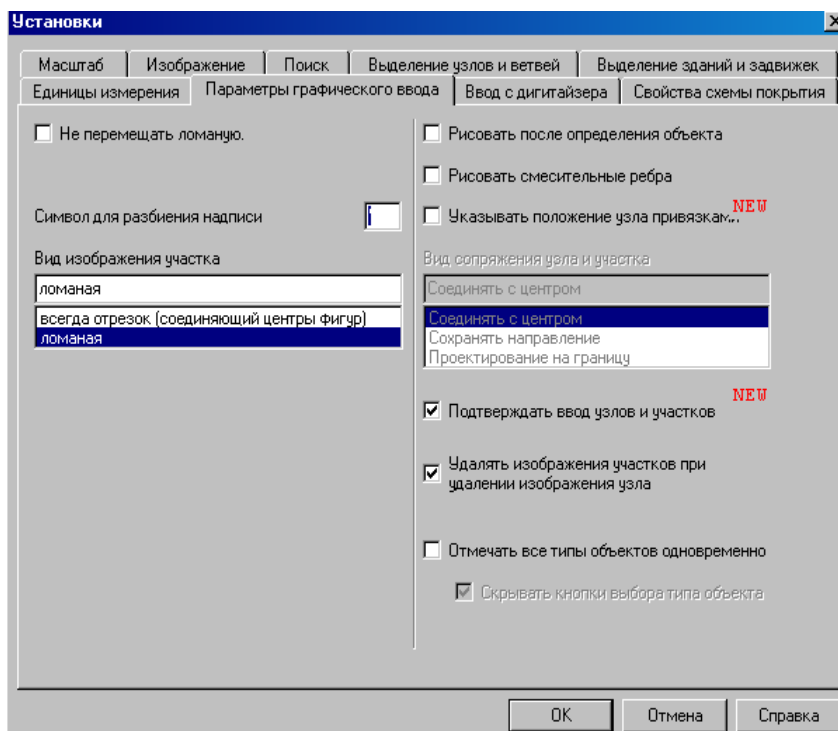 Установки
Масштаб
Изображение
Поиск
Выделение узлов и ветвей
Выделение зданий и задвижек
Единицы измерения
Параметры графического ввода
Ввод с дигитайзера
Свойства схемы покрытия
Не перемещать ломаную.
Символ для разбиения надписи
Вид изображения участка
ломаная
всегда отрезок (соединяющий центры фигур)
ломаная
Рисовать после определения объекта
Рисовать смесительные ребра
NEW
Указывать положение узла привязками
Вид сопряжения узла и участка
Соединять с центром
Соединять с центром
Сохранять направление
Проектирование на границу
NEW
Подтверждать ввод узлов и участков
Удалять изображения участков при
удалении изображения узла
Отмечать все типы объектов одновременно
Скрывать кнопки выбора типа объекта
OK
Отмена
Справка